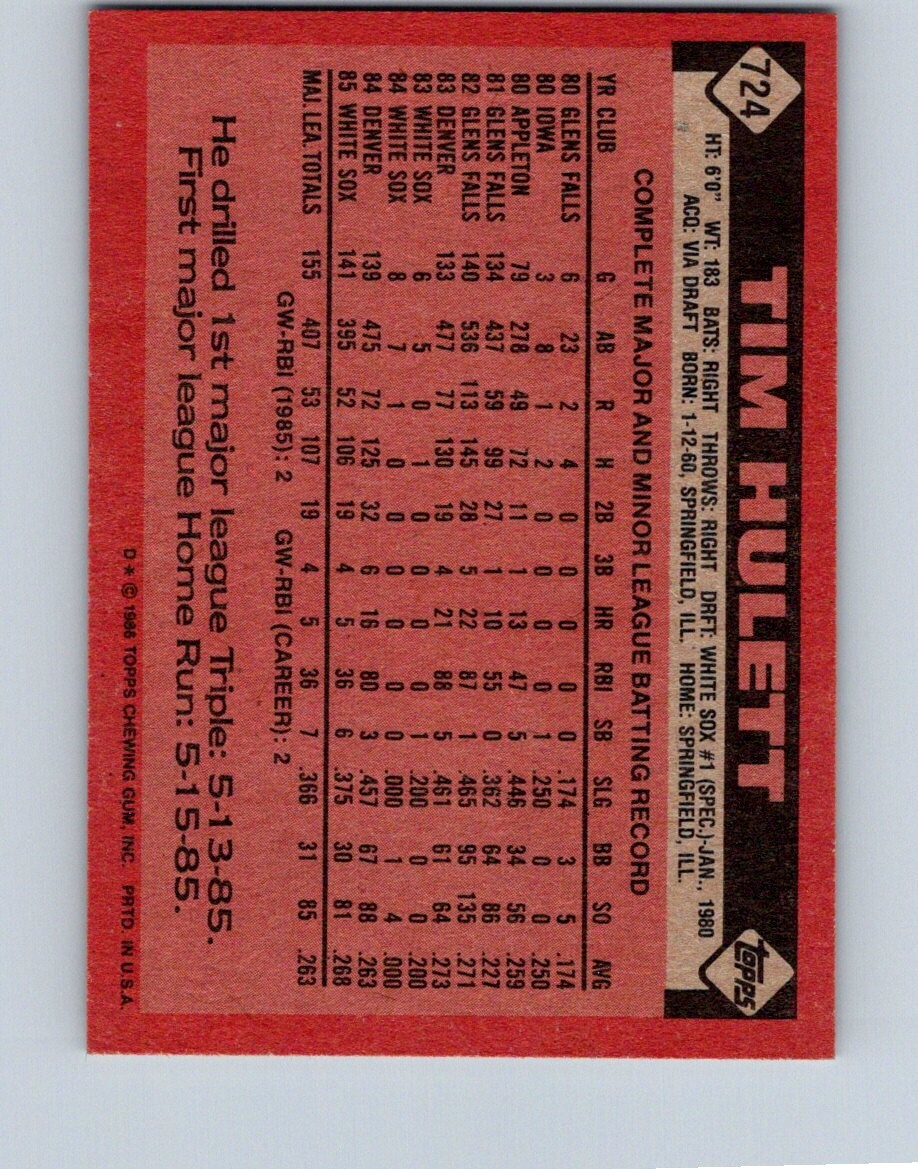 724
TIM HULETT
Topps
HT: 6'0" WT: 183 BATS: RIGHT THROWS: RIGHT DRFT: WHITE SOX #1 (SPEC.)-JAN., 1980
ACQ: VIA DRAFT BORN: 1-12-60, SPRINGFIELD, ILL. HOME: SPRINGFIELD, ILL.
COMPLETE MAJOR AND MINOR LEAGUE BATTING RECORD
YR CLUB G AB R H 2B 3B HR RBI SB SLG BB SO AVG
80 GLENS FALLS 6 23 2 4 0 0 0 0 0 .174 3 5 .174
80 IOWA 3 8 1 2 0 0 0 0 1 .250 0 0 .250
80 APPLETON 79 278 49 72 11 1 13 47 5 .446 34 56 .259
81 GLENS FALLS 134 437 59 99 27 1 10 55 0 .362 64 86 .227
82 GLENS FALLS 140 536 113 145 28 5 22 87 1 .465 95 135 .271
83 DENVER 133 477 77 130 19 4 21 88 5 .461 61 64 .273
83 WHITE SOX 6 5 0 1 0 0 0 0 1 .200 0 0 .200
84 WHITE SOX 8 7 1 0 0 0 0 0 0 .000 1 4 .000
84 DENVER 139 475 72 125 32 6 16 80 3 .457 67 88 .263
85 WHITE SOX 141 395 52 106 19 4 5 36 6 .375 30 81 .268
MAJ. LEA. TOTALS 155 407 53 107 19 4 5 36 7 .366 31 85 .263
GW-RBI (1985): 2 GW-RBI (CAREER): 2
He drilled 1st major league Triple: 5-13-85.
First major league Home Run: 5-15-85.
D* © 1986 TOPPS CHEWING GUM, INC. PRTD. IN U.S.A.